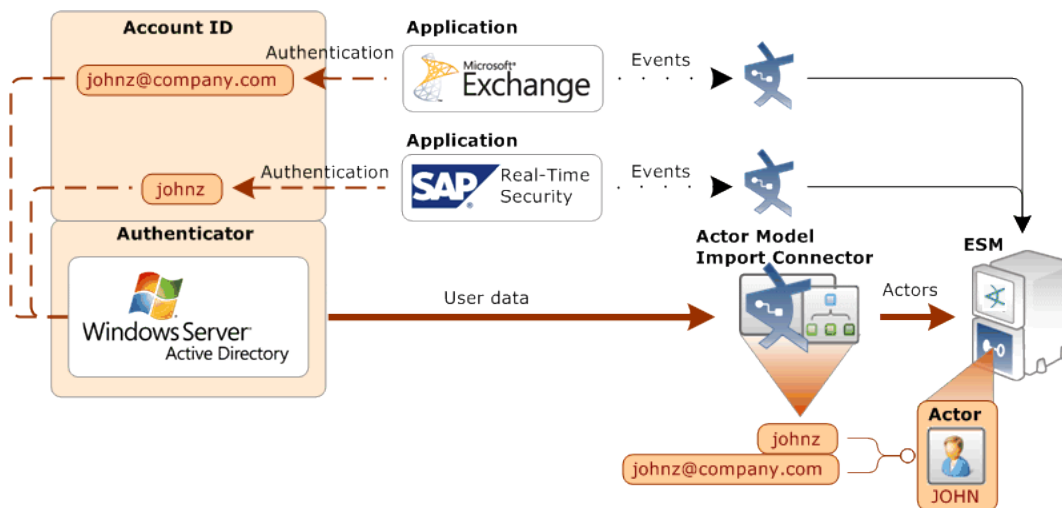 Account ID
johnz@company.com
Authentication
Application
Microsoft®
Exchange
Events
johnz
Authentication
Application
SAP®
Real-Time
Security
Events
Authenticator
Windows Server®
Active Directory
User data
Actor Model
Import Connector
Actors
ESM
johnz
johnz@company.com
Actor
JOHN